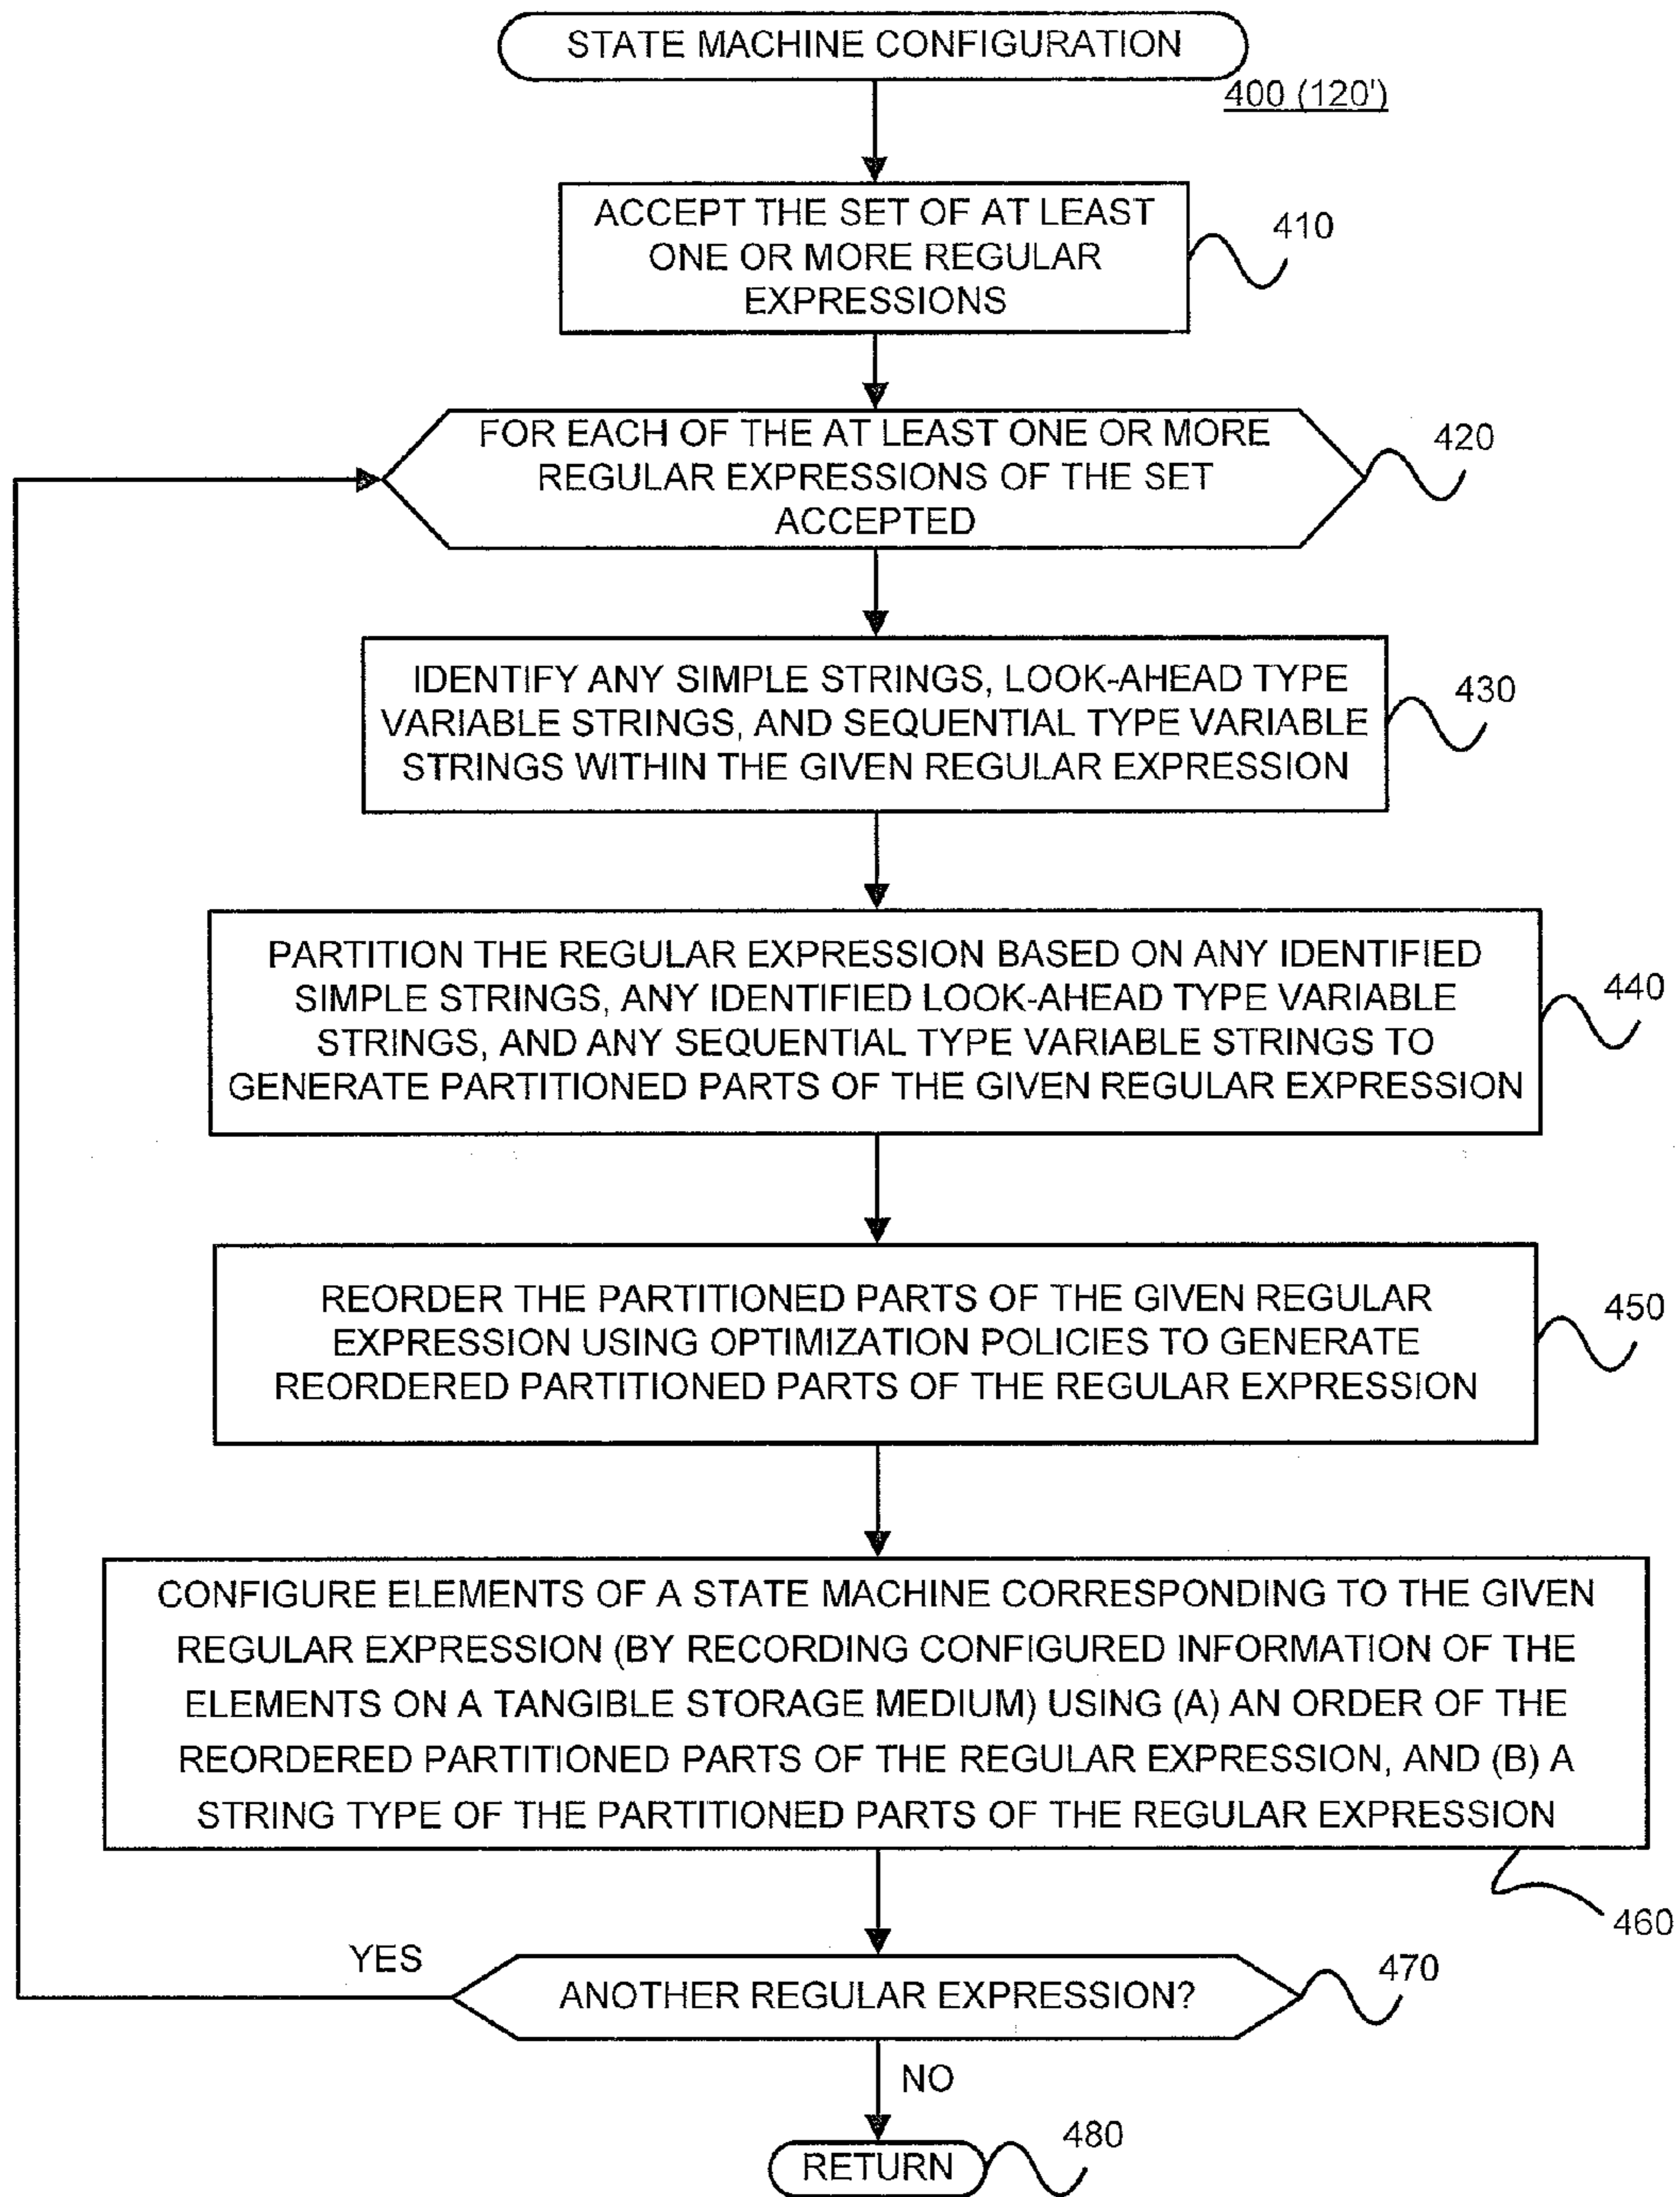 STATE MACHINE CONFIGURATION
400 (120')
ACCEPT THE SET OF AT LEAST
ONE OR MORE REGULAR
EXPRESSIONS
410
FOR EACH OF THE AT LEAST ONE OR MORE
REGULAR EXPRESSIONS OF THE SET
ACCEPTED
420
IDENTIFY ANY SIMPLE STRINGS, LOOK-AHEAD TYPE
VARIABLE STRINGS, AND SEQUENTIAL TYPE VARIABLE
STRINGS WITHIN THE GIVEN REGULAR EXPRESSION
430
PARTITION THE REGULAR EXPRESSION BASED ON ANY IDENTIFIED
SIMPLE STRINGS, ANY IDENTIFIED LOOK-AHEAD TYPE VARIABLE
STRINGS, AND ANY SEQUENTIAL TYPE VARIABLE STRINGS TO
GENERATE PARTITIONED PARTS OF THE GIVEN REGULAR EXPRESSION
440
REORDER THE PARTITIONED PARTS OF THE GIVEN REGULAR
EXPRESSION USING OPTIMIZATION POLICIES TO GENERATE
REORDERED PARTITIONED PARTS OF THE REGULAR EXPRESSION
450
CONFIGURE ELEMENTS OF A STATE MACHINE CORRESPONDING TO THE GIVEN
REGULAR EXPRESSION (BY RECORDING CONFIGURED INFORMATION OF THE
ELEMENTS ON A TANGIBLE STORAGE MEDIUM) USING (A) AN ORDER OF THE
REORDERED PARTITIONED PARTS OF THE REGULAR EXPRESSION, AND (B) A
STRING TYPE OF THE PARTITIONED PARTS OF THE REGULAR EXPRESSION
460
YES
ANOTHER REGULAR EXPRESSION?
470
NO
RETURN
480